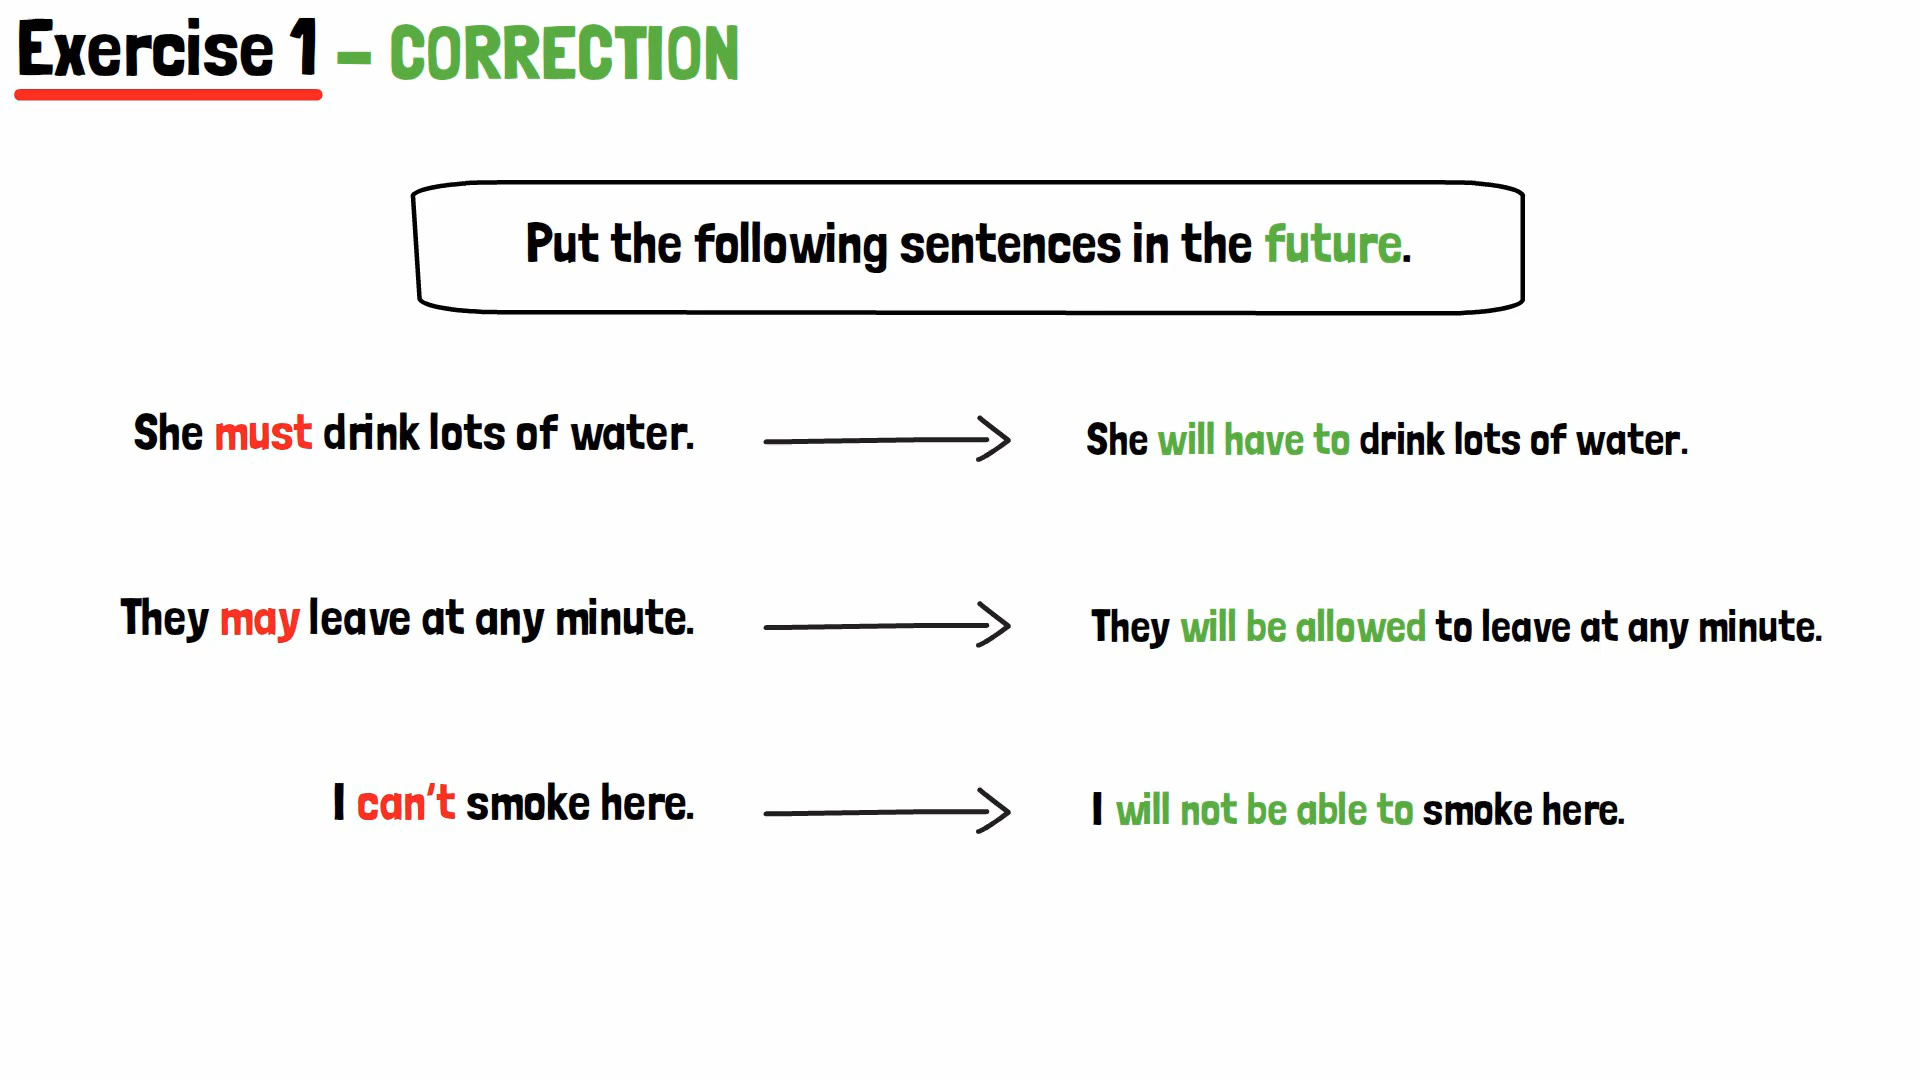 Exercise 1 – CORRECTION
Put the following sentences in the future.
She must drink lots of water.
She will have to drink lots of water.
They may leave at any minute.
They will be allowed to leave at any minute.
I can't smoke here.
I will not be able to smoke here.